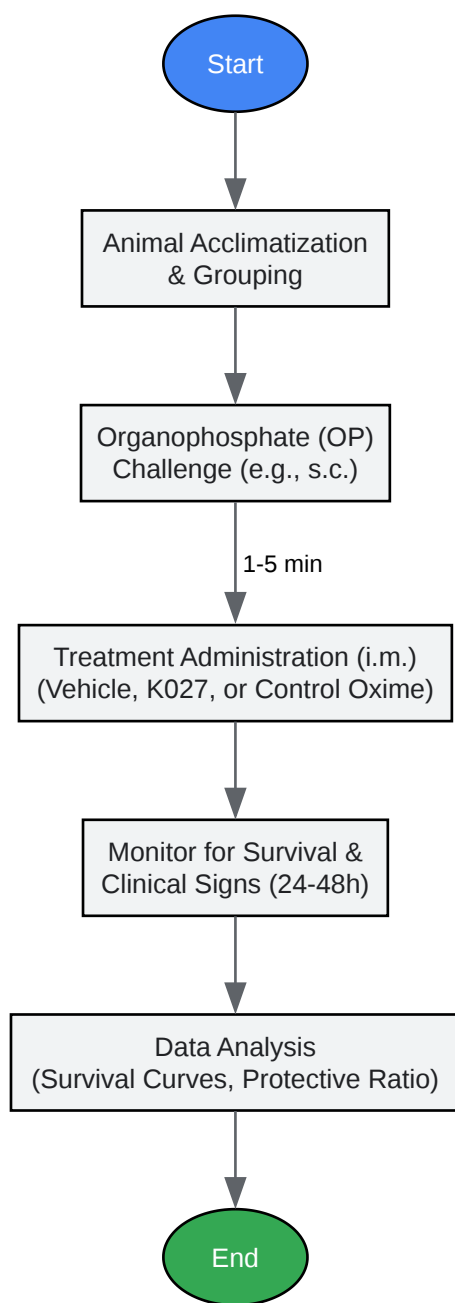 Start
Animal Acclimatization
& Grouping
Organophosphate (OP)
Challenge (e.g., s.c.)
1-5 min
Treatment Administration (i.m.)
(Vehicle, K027, or Control Oxime)
Monitor for Survival &
Clinical Signs (24-48h)
Data Analysis
(Survival Curves, Protective Ratio)
End